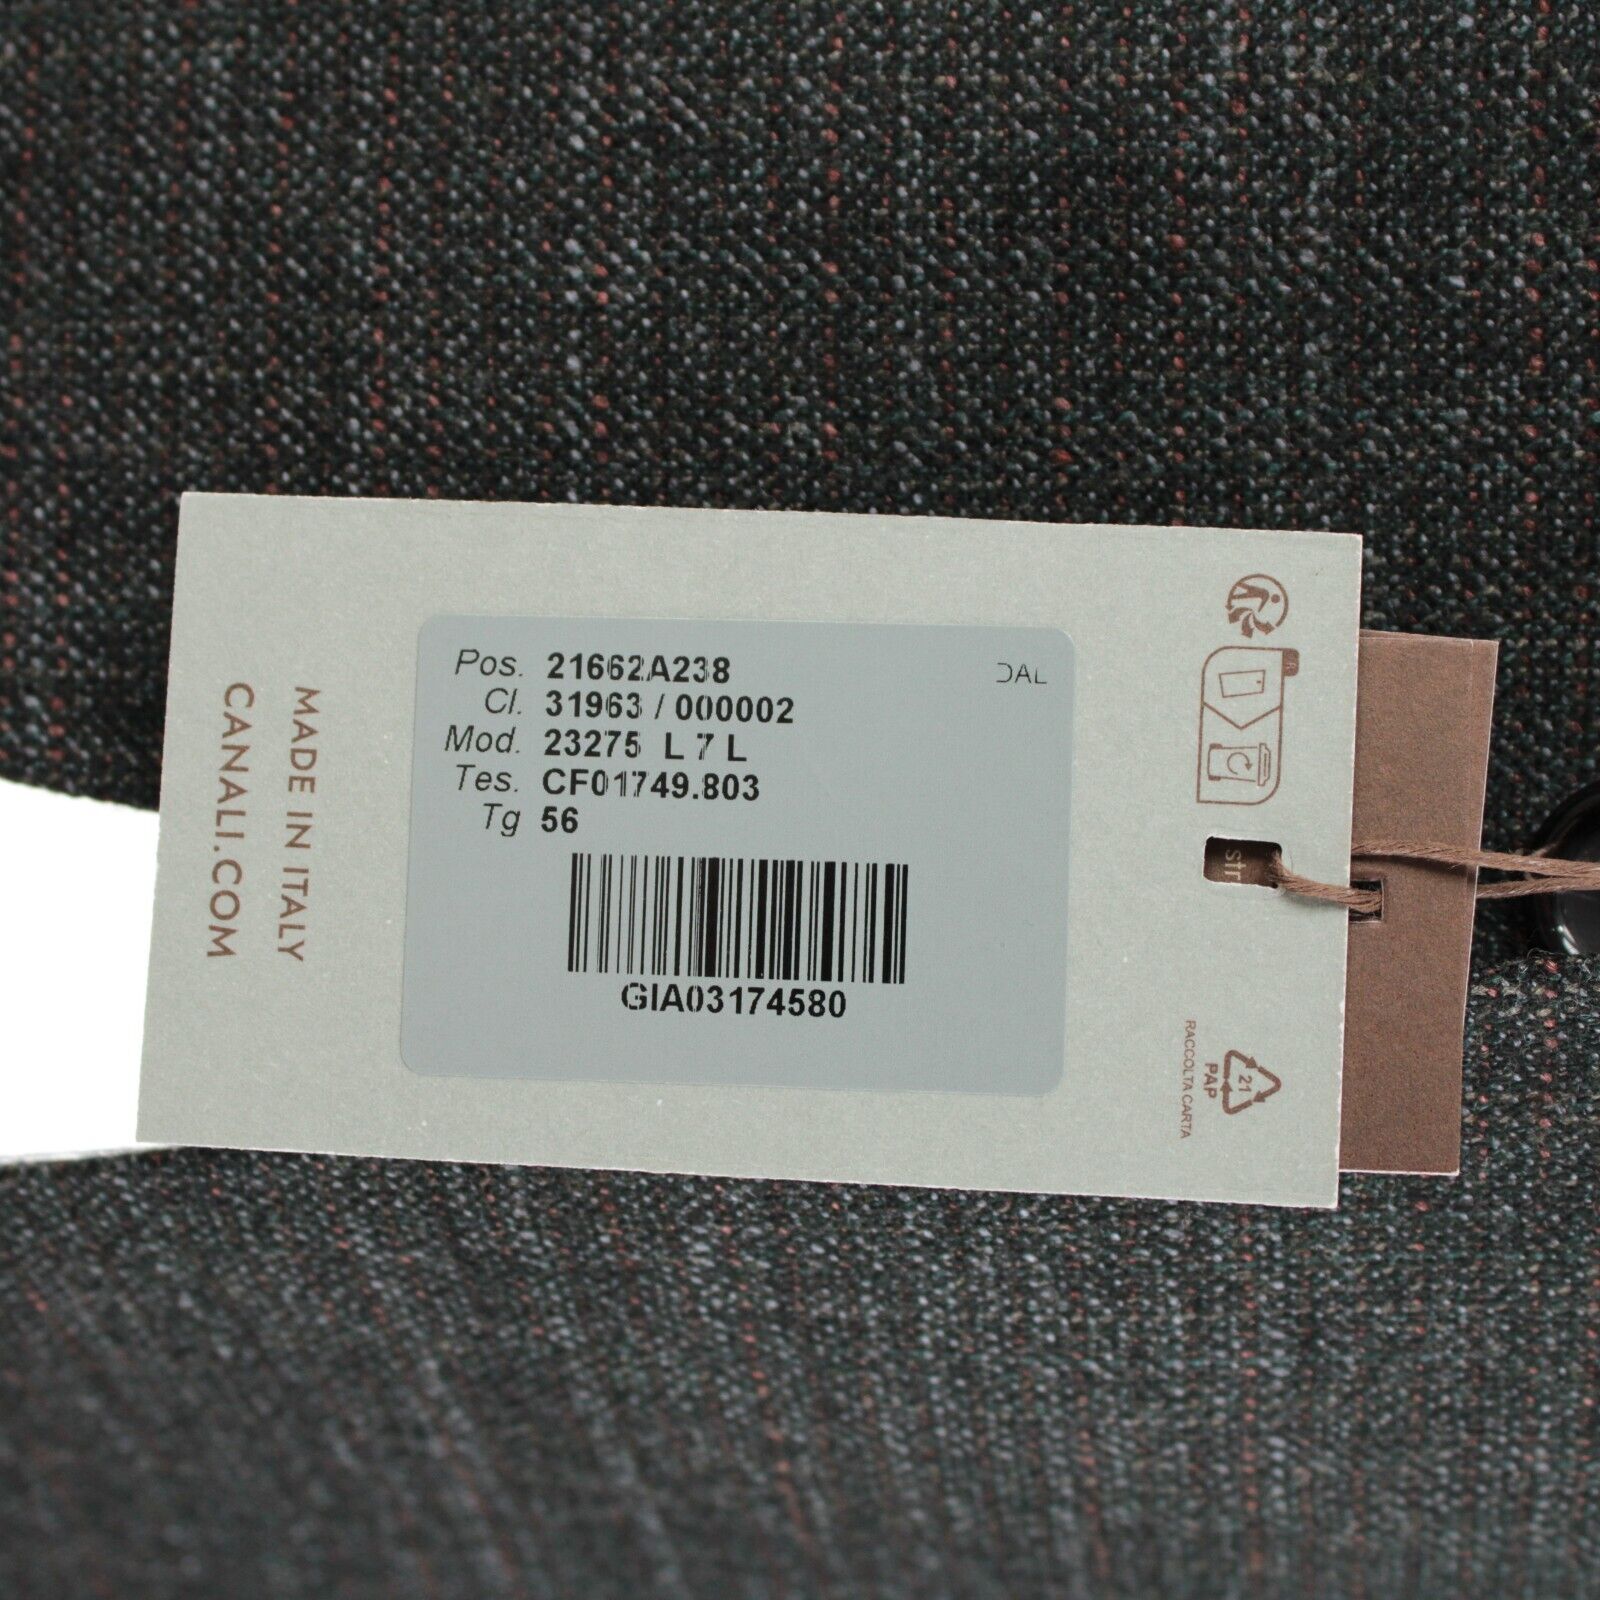 Pos. 21662A238
DAL
Cl. 31963 / 000002
Mod. 23275 L 7 L
Tes. CF01749.803
Tg 56
GIA03174580
MADE IN ITALY
CANALI.COM
str
21
PAP
RACCOLTA CARTA